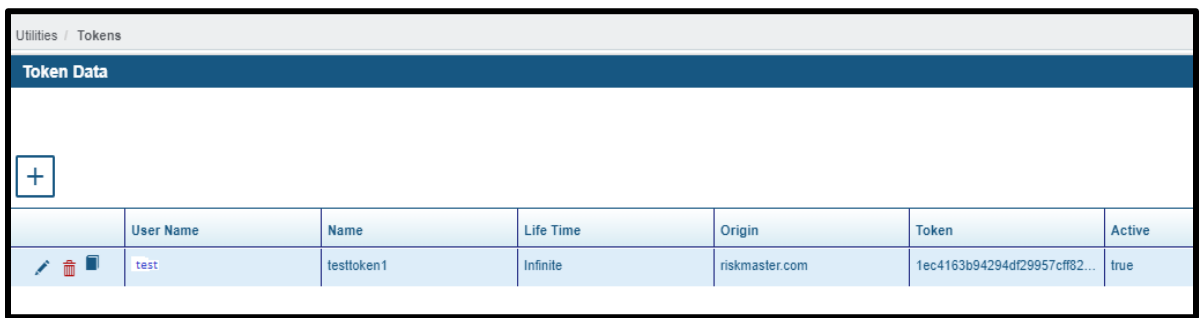 Utilities / Tokens
Token Data
+
User Name Name Life Time Origin Token Active
test testtoken1 Infinite riskmaster.com 1ec4163b94294df29957cff82... true